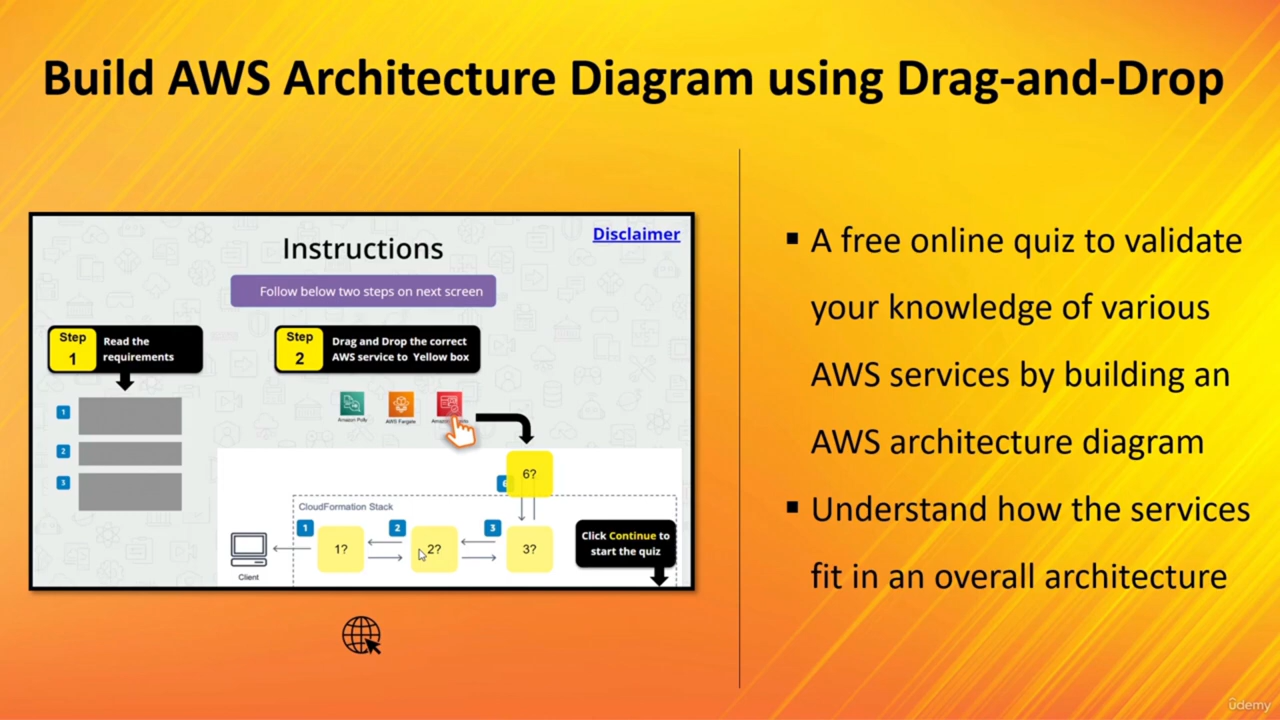 Build AWS Architecture Diagram using Drag-and-Drop
Disclaimer
Instructions
Follow below two steps on next screen
Step
1
Read the
requirements
Step
2
Drag and Drop the correct
AWS service to Yellow box
1
2
3
Amazon Polly
AWS Fargate
Amazon
6?
6
CloudFormation Stack
1
2
3
1?
2?
3?
Client
Click Continue to
start the quiz
▪ A free online quiz to validate
your knowledge of various
AWS services by building an
AWS architecture diagram
▪ Understand how the services
fit in an overall architecture
ûdemy